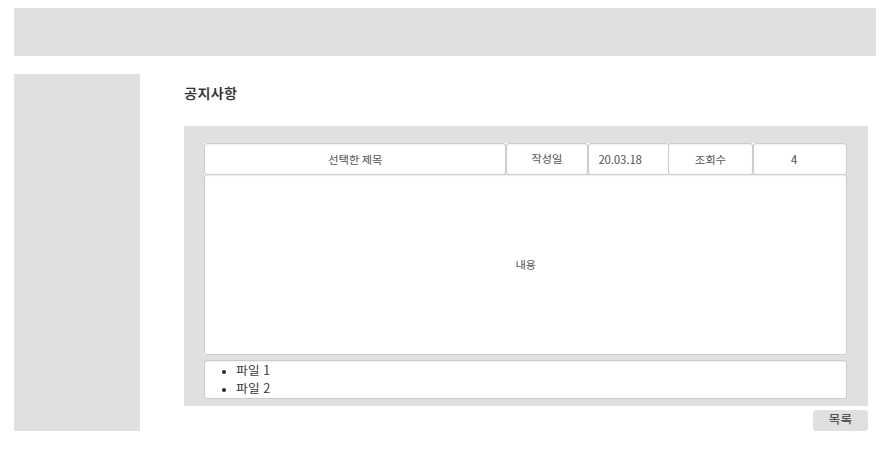 공지사항
선택한 제목 작성일 20.03.18 조회수 4
내용
• 파일 1
• 파일 2
목록